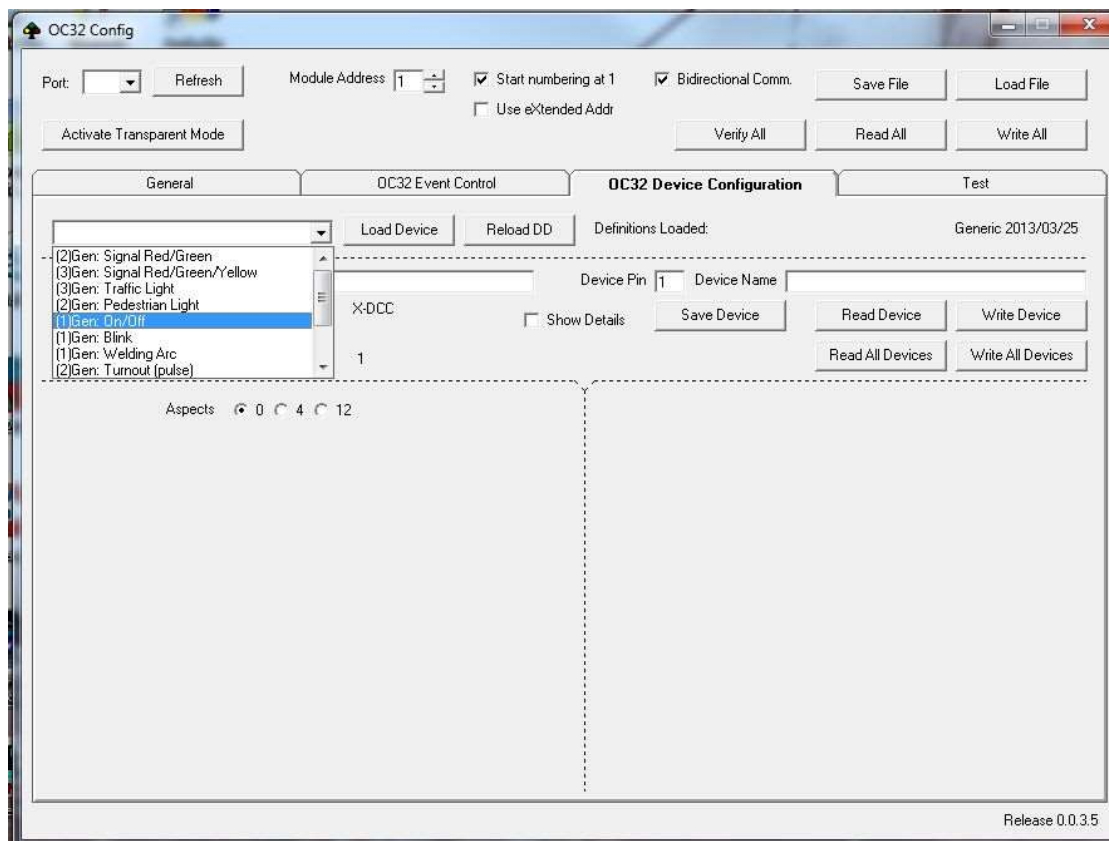 OC32 Config
Port: Refresh Module Address 1 Start numbering at 1 Bidirectional Comm. Save File Load File
Use eXtended Addr
Activate Transparent Mode Verify All Read All Write All
General OC32 Event Control OC32 Device Configuration Test
Load Device Reload DD Definitions Loaded: Generic 2013/03/25
(2)Gen: Signal Red/Green
(3)Gen: Signal Red/Green/Yellow
(3)Gen: Traffic Light
(2)Gen: Pedestrian Light
(1)Gen: On/Off
(1)Gen: Blink
(1)Gen: Welding Arc
(2)Gen: Turnout (pulse)
Device Pin 1 Device Name
X-DCC Show Details Save Device Read Device Write Device
1 Read All Devices Write All Devices
Aspects 0 4 12
Release 0.0.3.5